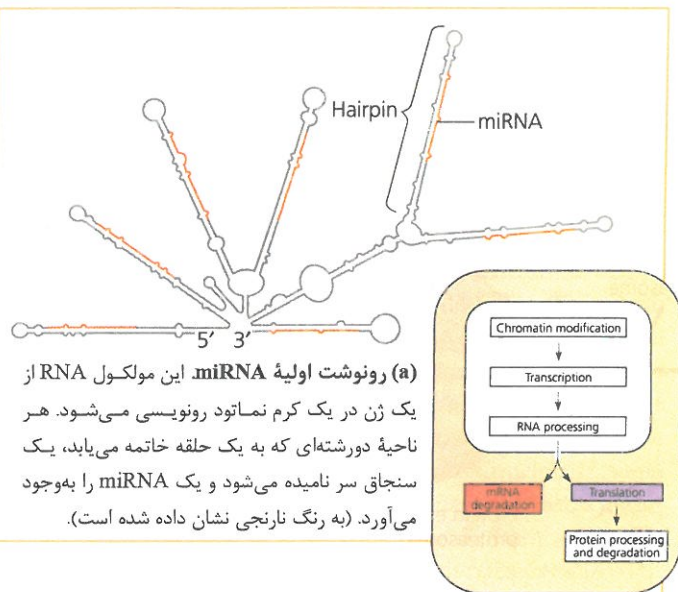 Hairpin
miRNA
5′ 3′
(a) رونوشت اولیهٔ miRNA. این مولکول RNA از
یک ژن در یک کرم نماتود رونویسی می‌شود. هر
ناحیهٔ دورشته‌ای که به یک حلقه خاتمه می‌یابد، یک
سنجاق سر نامیده می‌شود و یک miRNA را به‌وجود
می‌آورد. (به رنگ نارنجی نشان داده شده است).
Chromatin modification
Transcription
RNA processing
mRNA
degradation
Translation
Protein processing
and degradation